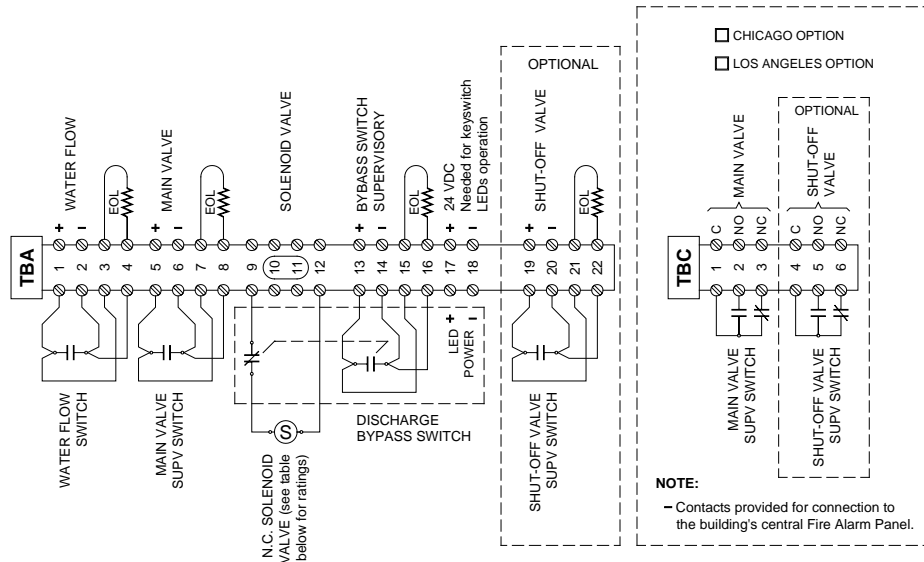 CHICAGO OPTION
LOS ANGELES OPTION
OPTIONAL
OPTIONAL
WATER FLOW
+
–
EOL
MAIN VALVE
+
–
EOL
SOLENOID VALVE
BYPASS SWITCH
SUPERVISORY
+
–
EOL
24 VDC
Needed for keyswitch
LEDs operation
+
–
SHUT-OFF VALVE
+
–
EOL
TBA
1
2
3
4
5
6
7
8
9
10
11
12
13
14
15
16
17
18
19
20
21
22
WATER FLOW
SWITCH
MAIN VALVE
SUPV SWITCH
S
N.C. SOLENOID
VALVE (see table
below for ratings)
LED +
POWER –
DISCHARGE
BYPASS SWITCH
SHUT-OFF VALVE
SUPV SWITCH
MAIN VALVE
C
NO
NC
SHUT-OFF
VALVE
C
NO
NC
TBC
1
2
3
4
5
6
MAIN VALVE
SUPV SWITCH
SHUT-OFF VALVE
SUPV SWITCH
NOTE:
– Contacts provided for connection to
the building's central Fire Alarm Panel.